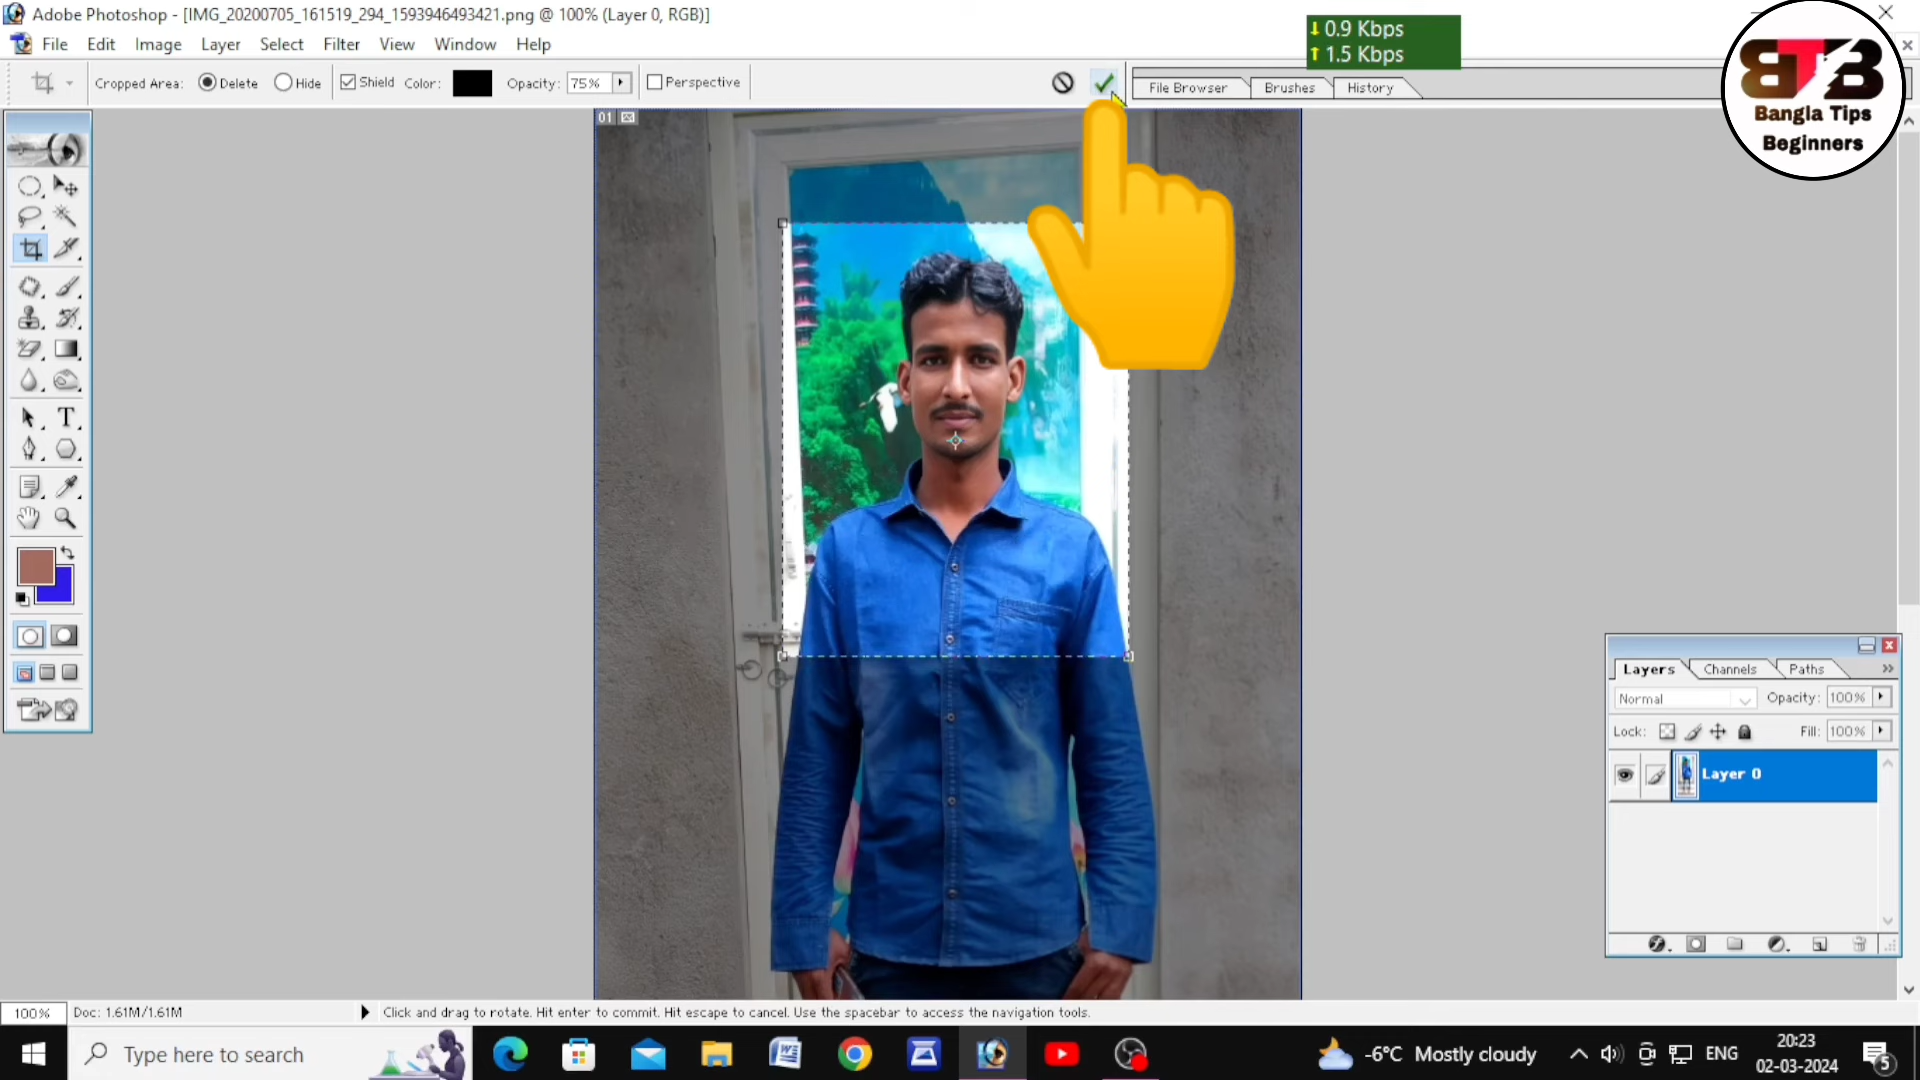 Adobe Photoshop - [IMG_20200705_161519_294_1593946493421.png @ 100% (Layer 0, RGB)]
File Edit Image Layer Select Filter View Window Help
0.9 Kbps
1.5 Kbps
Cropped Area: Delete Hide Shield Color: Opacity: 75% Perspective
File Browser Brushes History
BTB
Bangla Tips
Beginners
01
T
Layers Channels Paths
Normal Opacity: 100%
Lock: Fill: 100%
Layer 0
100% Doc: 1.61M/1.61M Click and drag to rotate. Hit enter to commit. Hit escape to cancel. Use the spacebar to access the navigation tools.
Type here to search
-6°C Mostly cloudy
ENG
20:23
02-03-2024
5